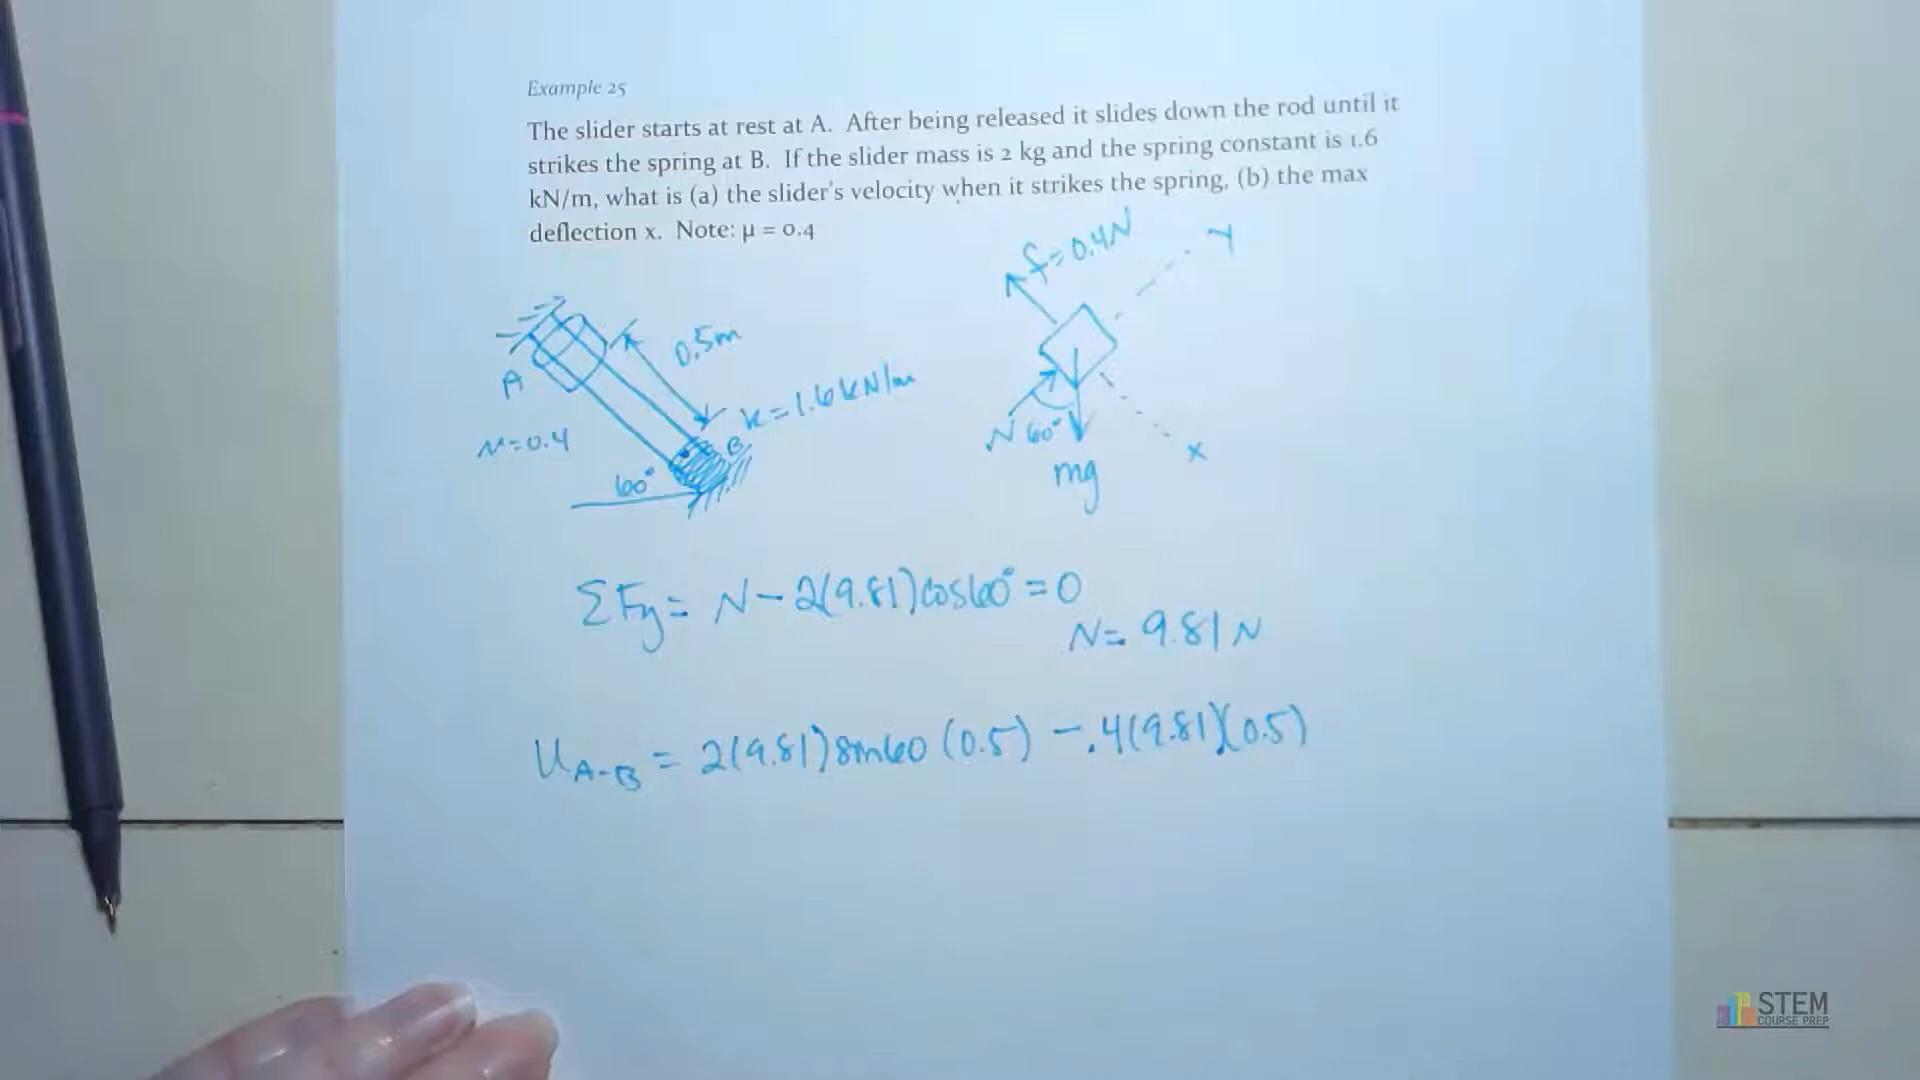 Example 25
The slider starts at rest at A. After being released it slides down the rod until it
strikes the spring at B. If the slider mass is 2 kg and the spring constant is 1.6
kN/m, what is (a) the slider's velocity when it strikes the spring, (b) the max
deflection x. Note: μ = 0.4
f = 0.4N
Y
A
0.5m
k = 1.6 kN/m
B
μ = 0.4
60°
N
60°
mg
x
ΣFy = N - 2(9.81)cos60° = 0
N = 9.81 N
U A-B = 2(9.81) sin60 (0.5) - .4(9.81)(0.5)
STEM
COURSE PREP